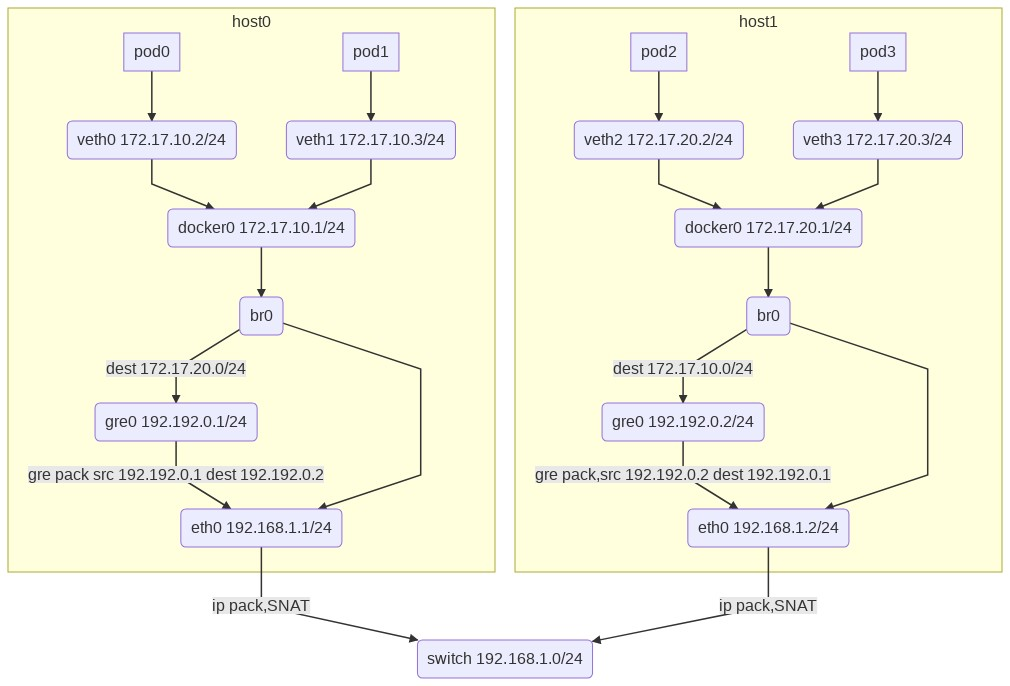 host0
pod0
pod1
veth0 172.17.10.2/24
veth1 172.17.10.3/24
docker0 172.17.10.1/24
br0
dest 172.17.20.0/24
gre0 192.192.0.1/24
gre pack src 192.192.0.1 dest 192.192.0.2
eth0 192.168.1.1/24
ip pack,SNAT
host1
pod2
pod3
veth2 172.17.20.2/24
veth3 172.17.20.3/24
docker0 172.17.20.1/24
br0
dest 172.17.10.0/24
gre0 192.192.0.2/24
gre pack,src 192.192.0.2 dest 192.192.0.1
eth0 192.168.1.2/24
ip pack,SNAT
switch 192.168.1.0/24